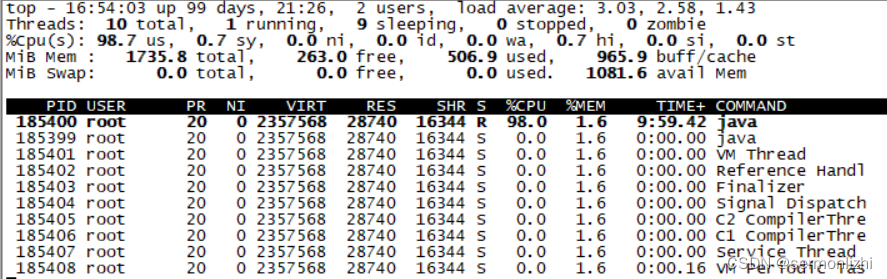 top - 16:54:03 up 99 days, 21:26, 2 users, load average: 3.03, 2.58, 1.43
Threads: 10 total, 1 running, 9 sleeping, 0 stopped, 0 zombie
%Cpu(s): 98.7 us, 0.7 sy, 0.0 ni, 0.0 id, 0.0 wa, 0.7 hi, 0.0 si, 0.0 st
MiB Mem : 1735.8 total, 263.0 free, 506.9 used, 965.9 buff/cache
MiB Swap: 0.0 total, 0.0 free, 0.0 used. 1081.6 avail Mem
PID USER PR NI VIRT RES SHR S %CPU %MEM TIME+ COMMAND
185400 root 20 0 2357568 28740 16344 R 98.0 1.6 9:59.42 java
185399 root 20 0 2357568 28740 16344 S 0.0 1.6 0:00.00 java
185401 root 20 0 2357568 28740 16344 S 0.0 1.6 0:00.00 VM Thread
185402 root 20 0 2357568 28740 16344 S 0.0 1.6 0:00.00 Reference Handl
185403 root 20 0 2357568 28740 16344 S 0.0 1.6 0:00.00 Finalizer
185404 root 20 0 2357568 28740 16344 S 0.0 1.6 0:00.00 Signal Dispatch
185405 root 20 0 2357568 28740 16344 S 0.0 1.6 0:00.00 C2 CompilerThre
185406 root 20 0 2357568 28740 16344 S 0.0 1.6 0:00.00 C1 CompilerThre
185407 root 20 0 2357568 28740 16344 S 0.0 1.6 0:00.00 Service Thread
185408 root 20 0 2357568 28740 16344 S 0.0 1.6 0:00.16 VM Periodic Tas